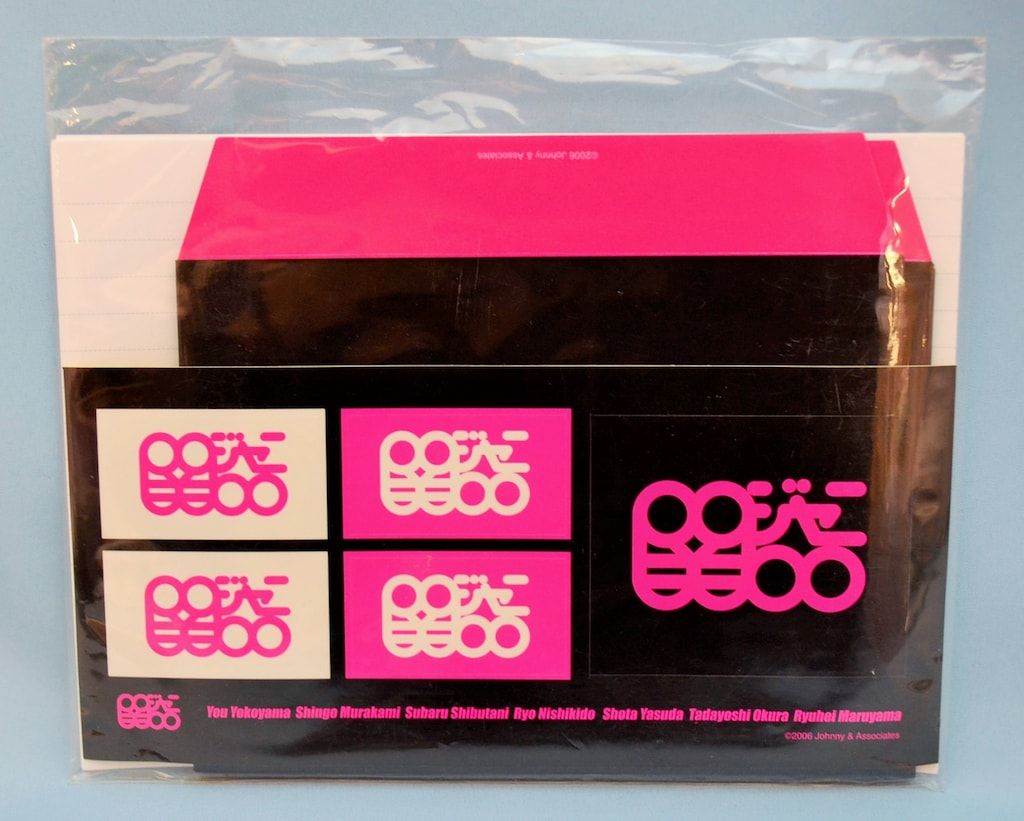 ©2006 Johnny & Associates
関ジャニ∞
関ジャニ∞
関ジャニ∞
関ジャニ∞
関ジャニ∞
関ジャニ∞ You Yokoyama Shingo Murakami Subaru Shibutani Ryo Nishikido Shota Yasuda Tadayoshi Okura Ryuhei Maruyama
©2006 Johnny & Associates